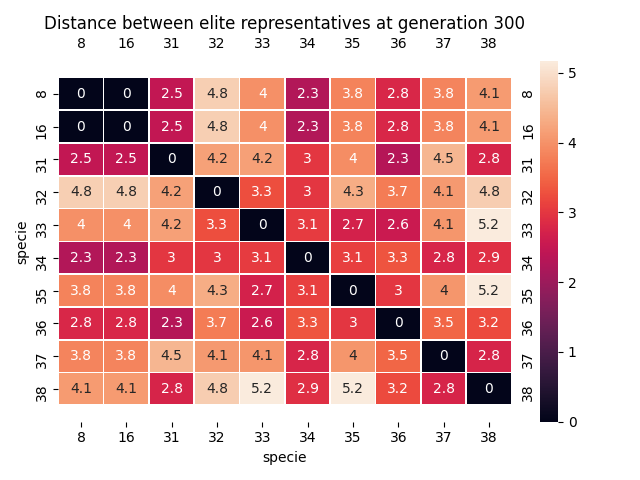 Distance between elite representatives at generation 300
8 16 31 32 33 34 35 36 37 38
8 0 0 2.5 4.8 4 2.3 3.8 2.8 3.8 4.1 8
16 0 0 2.5 4.8 4 2.3 3.8 2.8 3.8 4.1 16
31 2.5 2.5 0 4.2 4.2 3 4 2.3 4.5 2.8 31
32 4.8 4.8 4.2 0 3.3 3 4.3 3.7 4.1 4.8 32
33 4 4 4.2 3.3 0 3.1 2.7 2.6 4.1 5.2 33
34 2.3 2.3 3 3 3.1 0 3.1 3.3 2.8 2.9 34
35 3.8 3.8 4 4.3 2.7 3.1 0 3 4 5.2 35
36 2.8 2.8 2.3 3.7 2.6 3.3 3 0 3.5 3.2 36
37 3.8 3.8 4.5 4.1 4.1 2.8 4 3.5 0 2.8 37
38 4.1 4.1 2.8 4.8 5.2 2.9 5.2 3.2 2.8 0 38
8 16 31 32 33 34 35 36 37 38
specie
specie
5
4
3
2
1
0